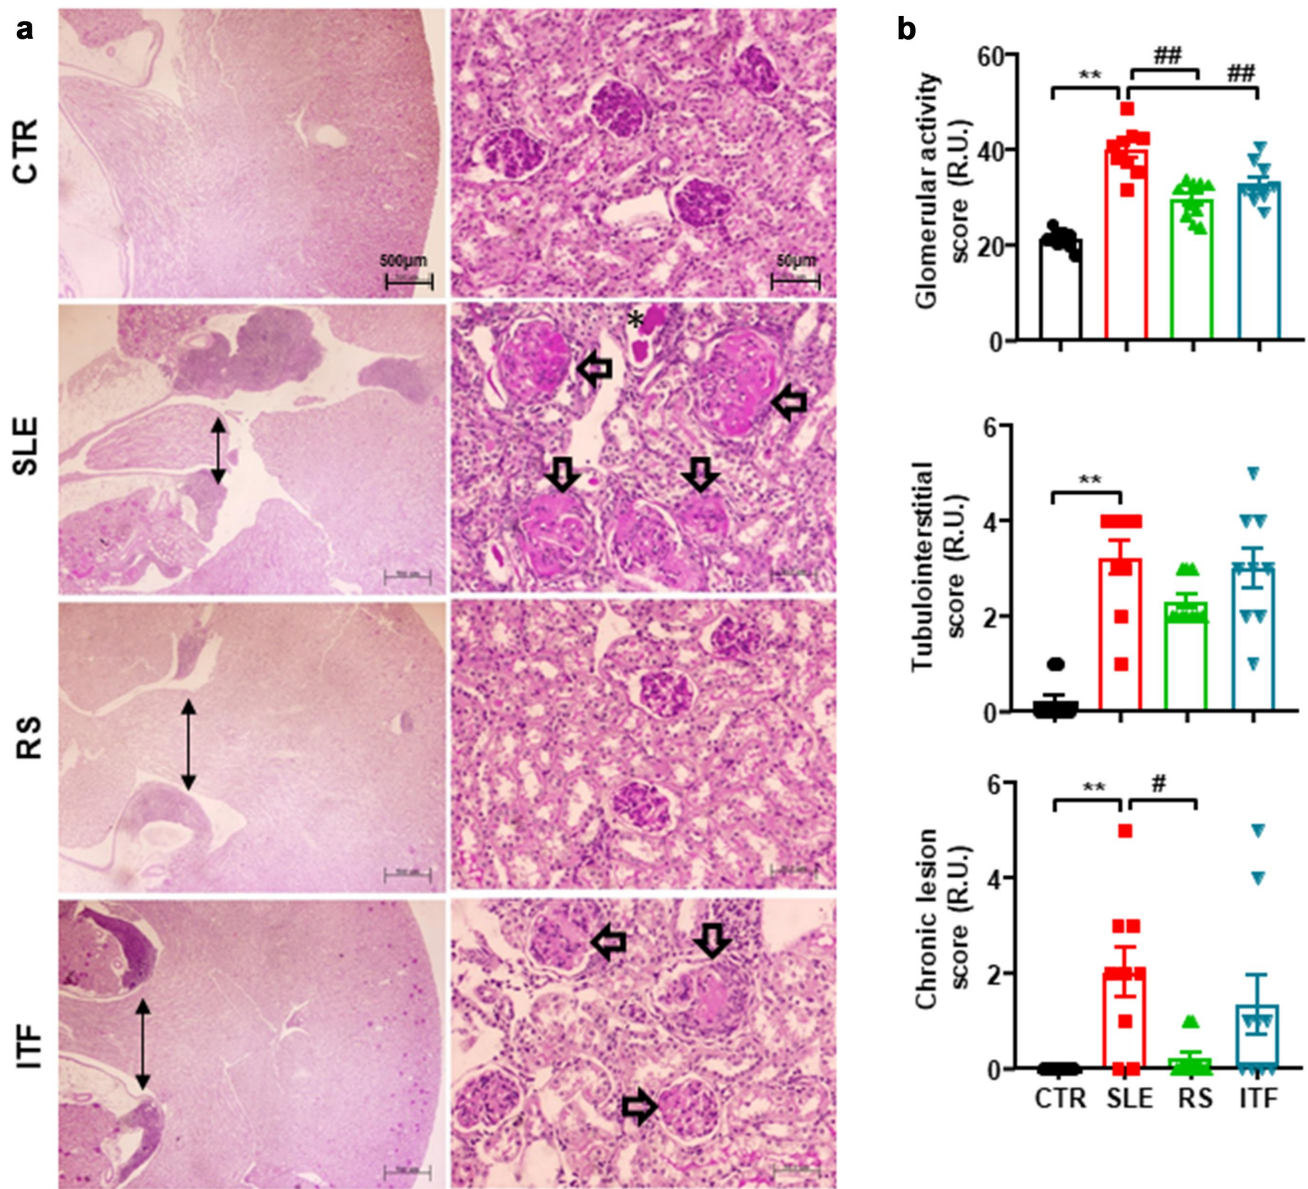 a
CTR
500µm
50µm
SLE
*
RS
ITF
b
Glomerular activity
score (R.U.)
60
40
20
0
**
##
##
Tubulointerstitial
score (R.U.)
6
4
2
0
**
Chronic lesion
score (R.U.)
6
4
2
0
**
#
CTR SLE RS ITF